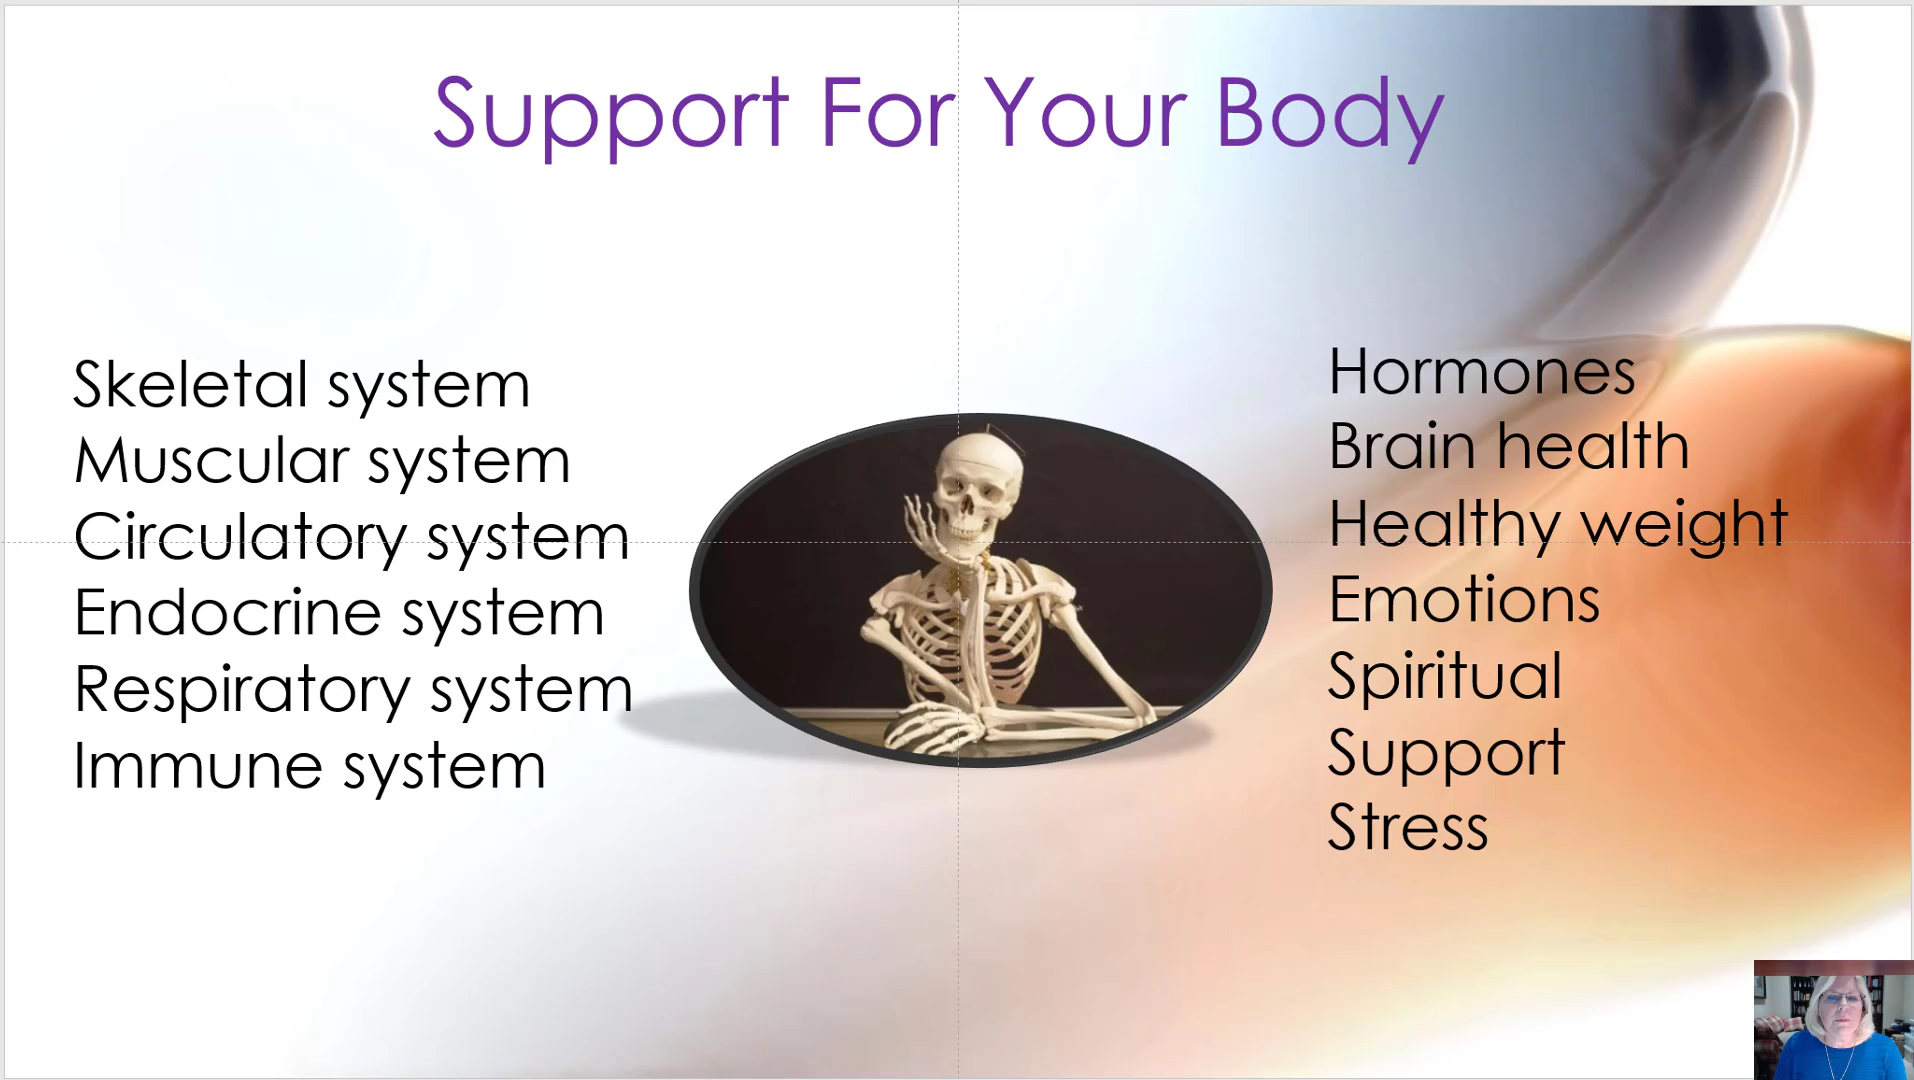 Support For Your Body
Skeletal system
Muscular system
Circulatory system
Endocrine system
Respiratory system
Immune system
Hormones
Brain health
Healthy weight
Emotions
Spiritual
Support
Stress